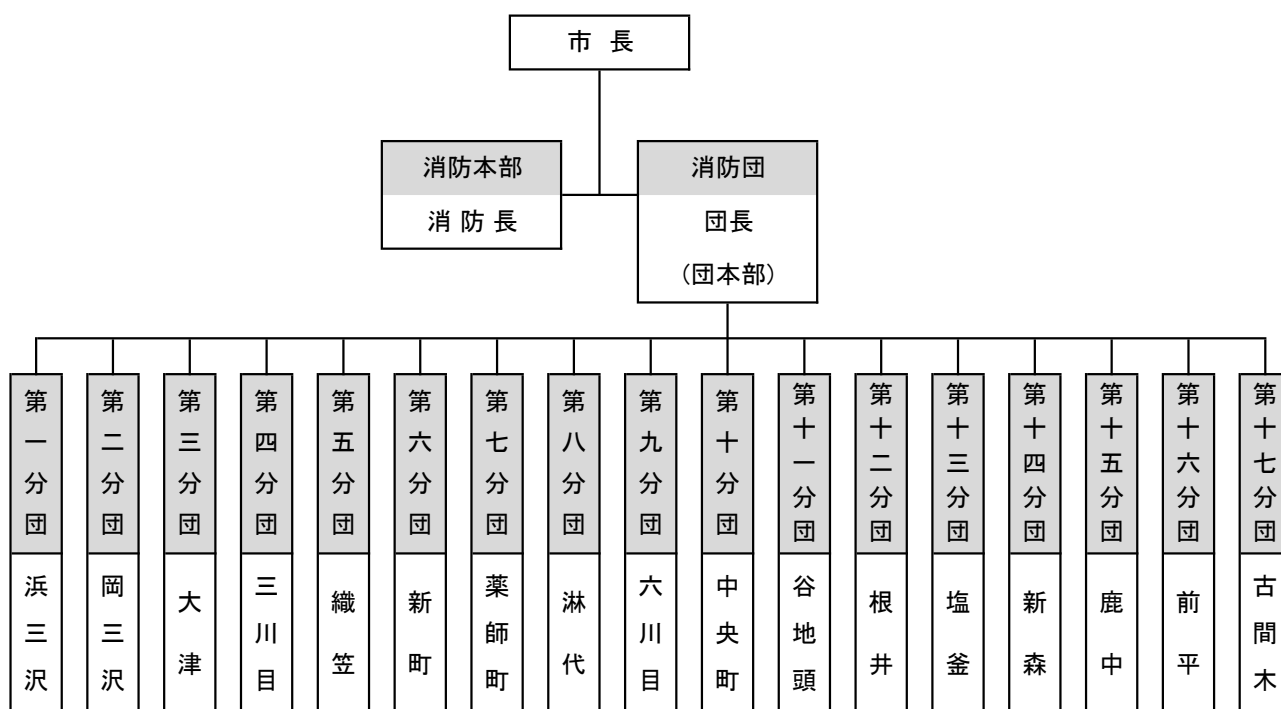 市 長
消防本部
消 防 長
消防団
団長
(団本部)
第一分団
浜三沢
第二分団
岡三沢
第三分団
大津
第四分団
三川目
第五分団
織笠
第六分団
新町
第七分団
薬師町
第八分団
淋代
第九分団
六川目
第十分団
中央町
第十一分団
谷地頭
第十二分団
根井
第十三分団
塩釜
第十四分団
新森
第十五分団
鹿中
第十六分団
前平
第十七分団
古間木